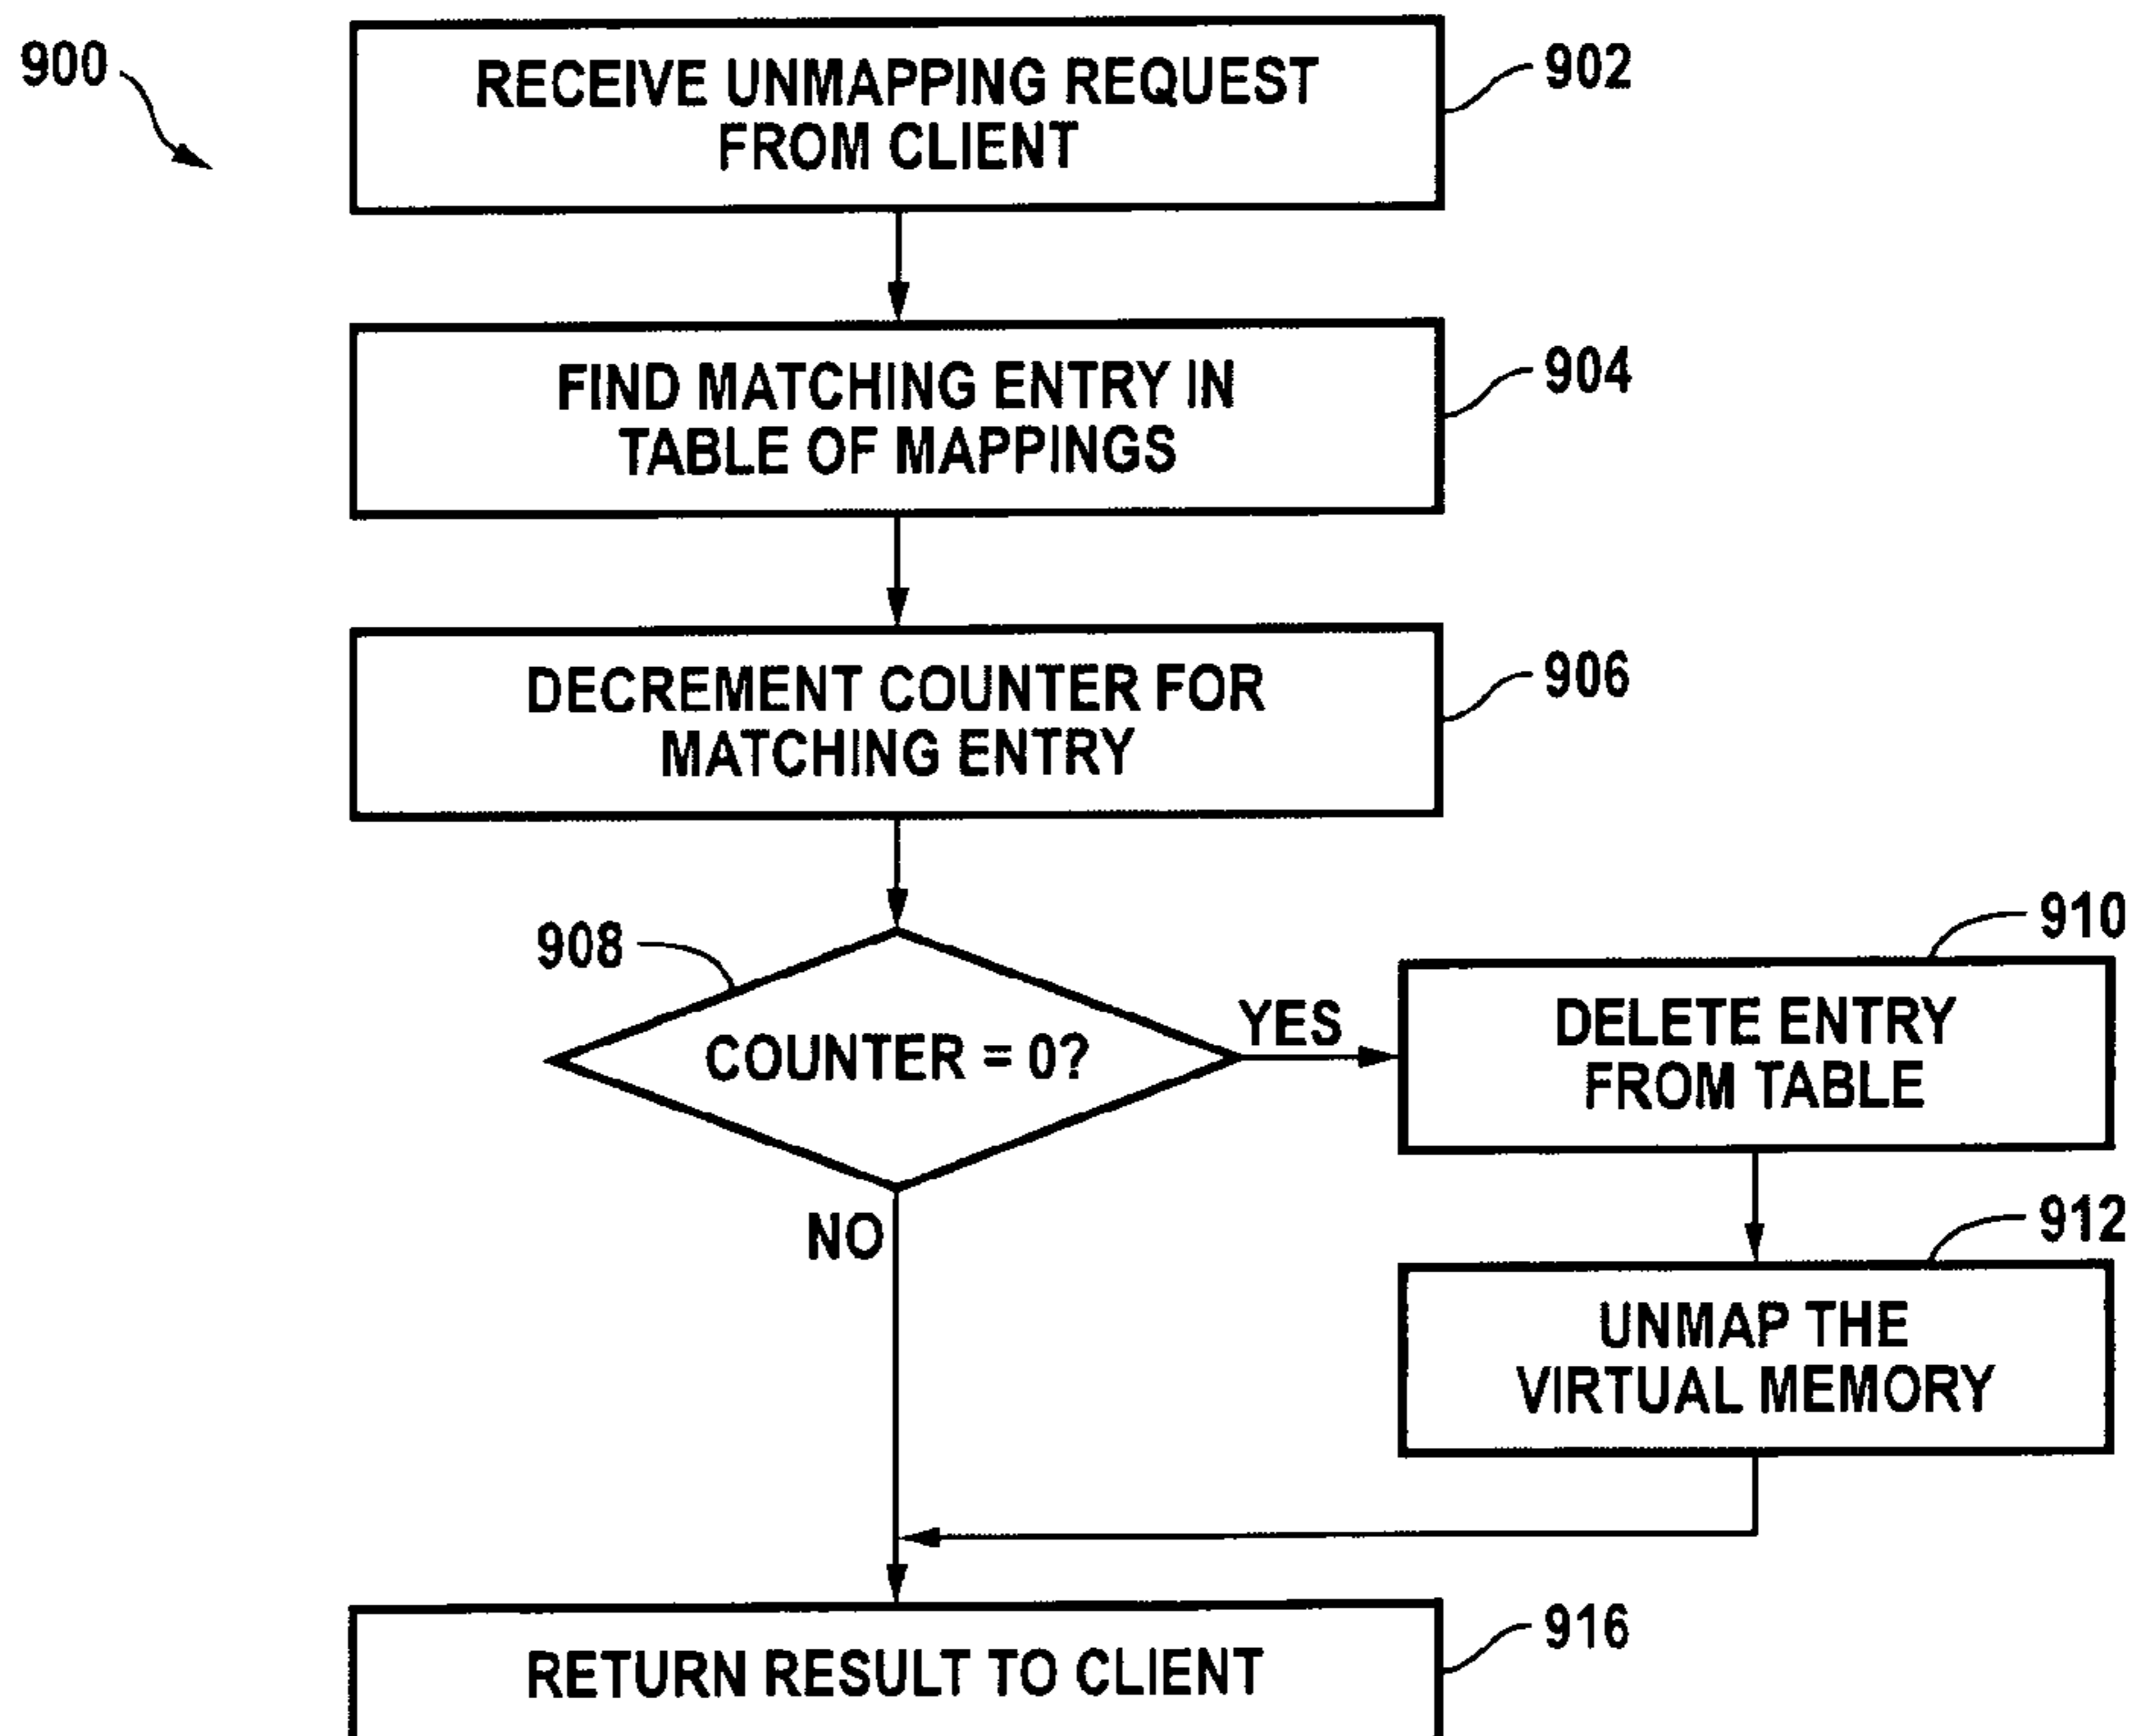 900
RECEIVE UNMAPPING REQUEST
FROM CLIENT
902
FIND MATCHING ENTRY IN
TABLE OF MAPPINGS
904
DECREMENT COUNTER FOR
MATCHING ENTRY
906
908
COUNTER = 0?
YES
NO
910
DELETE ENTRY
FROM TABLE
912
UNMAP THE
VIRTUAL MEMORY
RETURN RESULT TO CLIENT
916